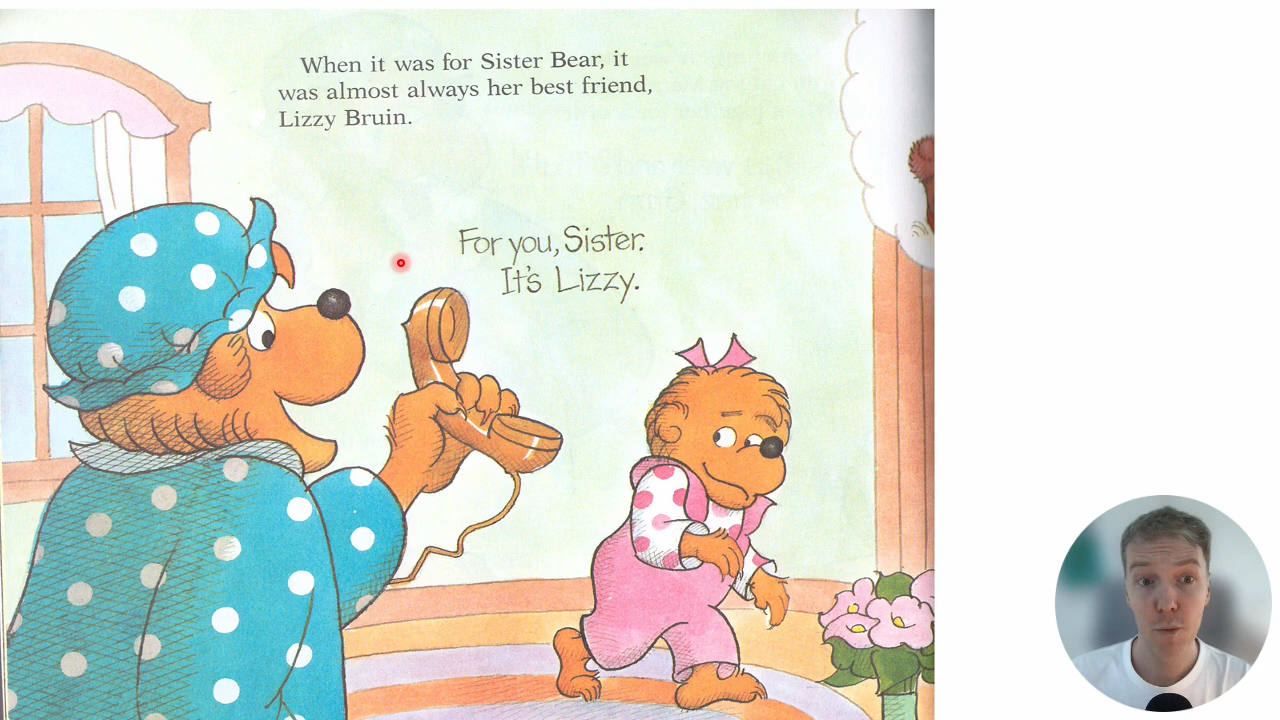 When it was for Sister Bear, it
was almost always her best friend,
Lizzy Bruin.
For you, Sister.
It's Lizzy.